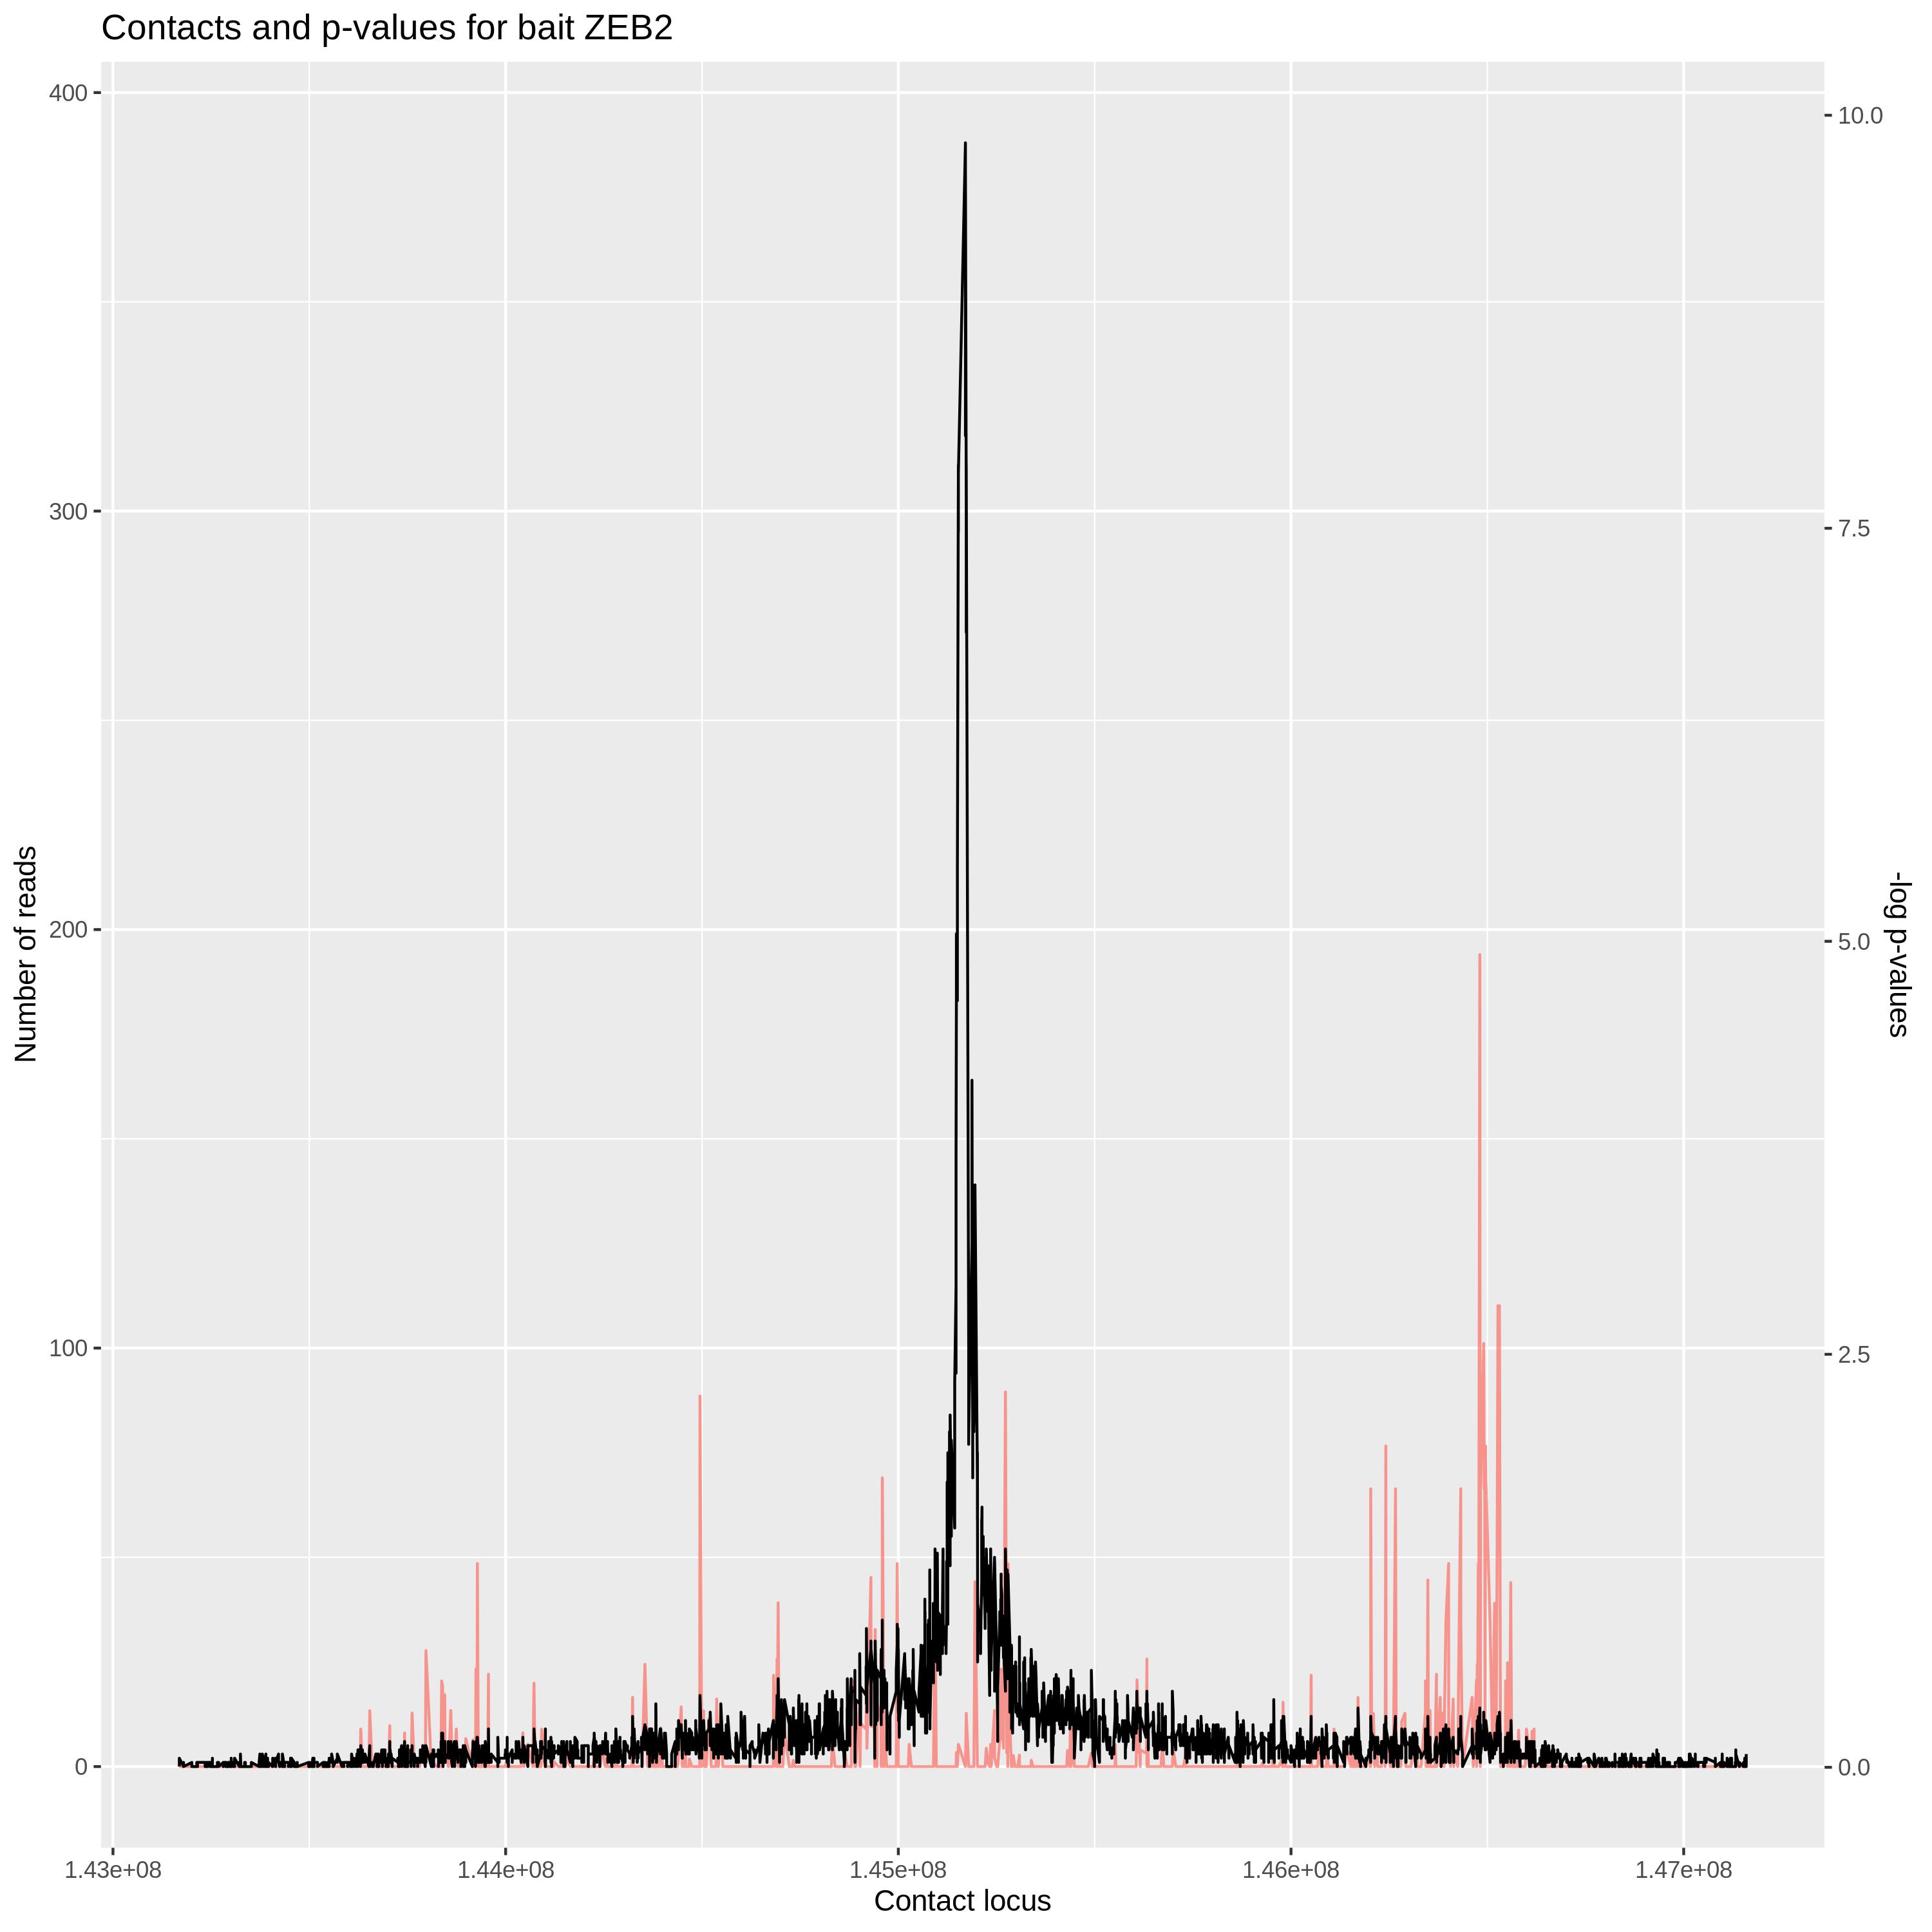 Contacts and p-values for bait ZEB2
400
300
200
100
0
Number of reads
10.0
7.5
5.0
2.5
0.0
-log p-values
1.43e+08
1.44e+08
1.45e+08
1.46e+08
1.47e+08
Contact locus